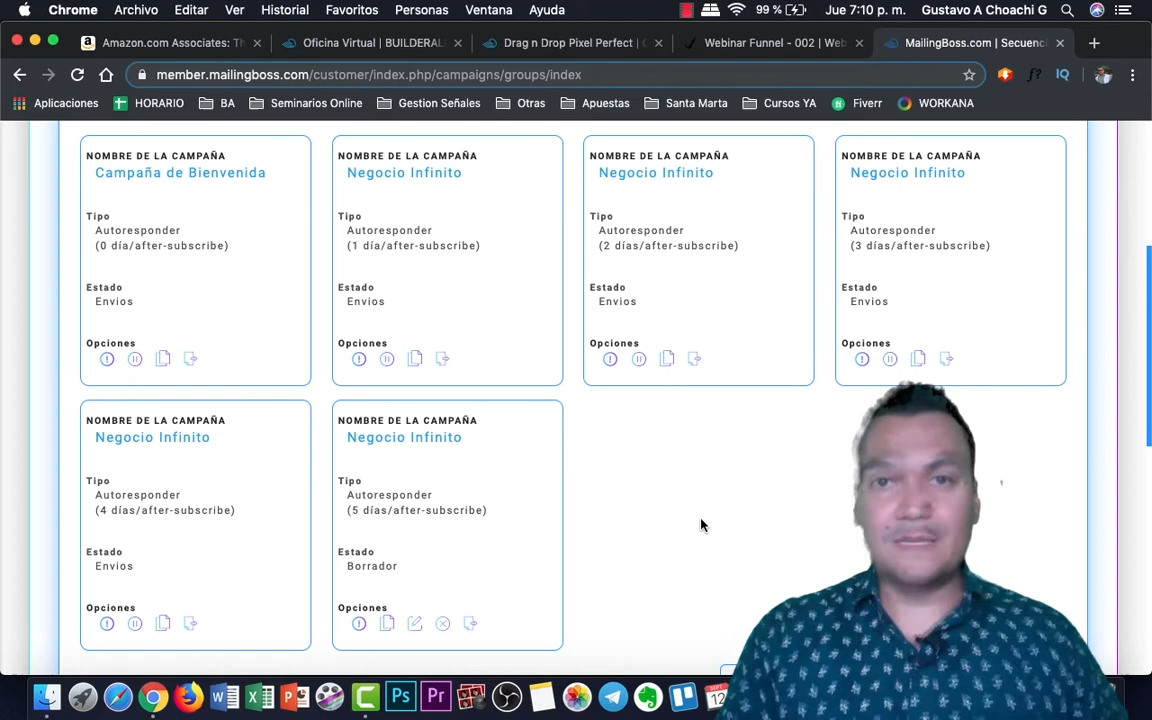 Chrome Archivo Editar Ver Historial Favoritos Personas Ventana Ayuda 99 % Jue 7:10 p. m. Gustavo A Choachi G
Amazon.com Associates: Th Oficina Virtual | BUILDERALL Drag n Drop Pixel Perfect | C Webinar Funnel - 002 | Web MailingBoss.com | Secuenci
member.mailingboss.com/customer/index.php/campaigns/groups/index
Aplicaciones HORARIO BA Seminarios Online Gestion Señales Otras Apuestas Santa Marta Cursos YA Fiverr WORKANA
NOMBRE DE LA CAMPAÑA NOMBRE DE LA CAMPAÑA NOMBRE DE LA CAMPAÑA NOMBRE DE LA CAMPAÑA
Campaña de Bienvenida Negocio Infinito Negocio Infinito Negocio Infinito
Tipo Tipo Tipo Tipo
Autoresponder Autoresponder Autoresponder Autoresponder
(0 día/after-subscribe) (1 día/after-subscribe) (2 días/after-subscribe) (3 días/after-subscribe)
Estado Estado Estado Estado
Envios Envios Envios Envios
Opciones Opciones Opciones Opciones
NOMBRE DE LA CAMPAÑA NOMBRE DE LA CAMPAÑA
Negocio Infinito Negocio Infinito
Tipo Tipo
Autoresponder Autoresponder
(4 días/after-subscribe) (5 días/after-subscribe)
Estado Estado
Envios Borrador
Opciones Opciones